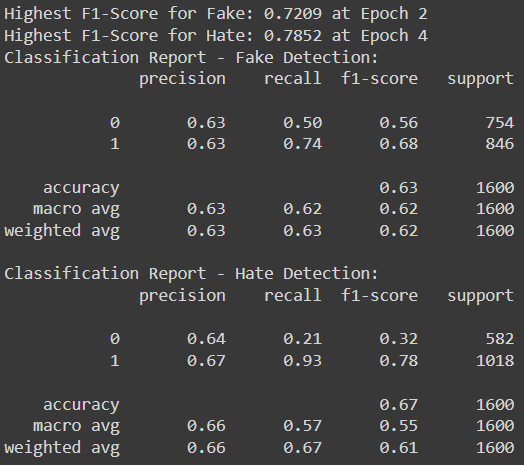 Highest F1-Score for Fake: 0.7209 at Epoch 2
Highest F1-Score for Hate: 0.7852 at Epoch 4
Classification Report - Fake Detection:
precision recall f1-score support
0 0.63 0.50 0.56 754
1 0.63 0.74 0.68 846
accuracy 0.63 1600
macro avg 0.63 0.62 0.62 1600
weighted avg 0.63 0.63 0.62 1600
Classification Report - Hate Detection:
precision recall f1-score support
0 0.64 0.21 0.32 582
1 0.67 0.93 0.78 1018
accuracy 0.67 1600
macro avg 0.66 0.57 0.55 1600
weighted avg 0.66 0.67 0.61 1600